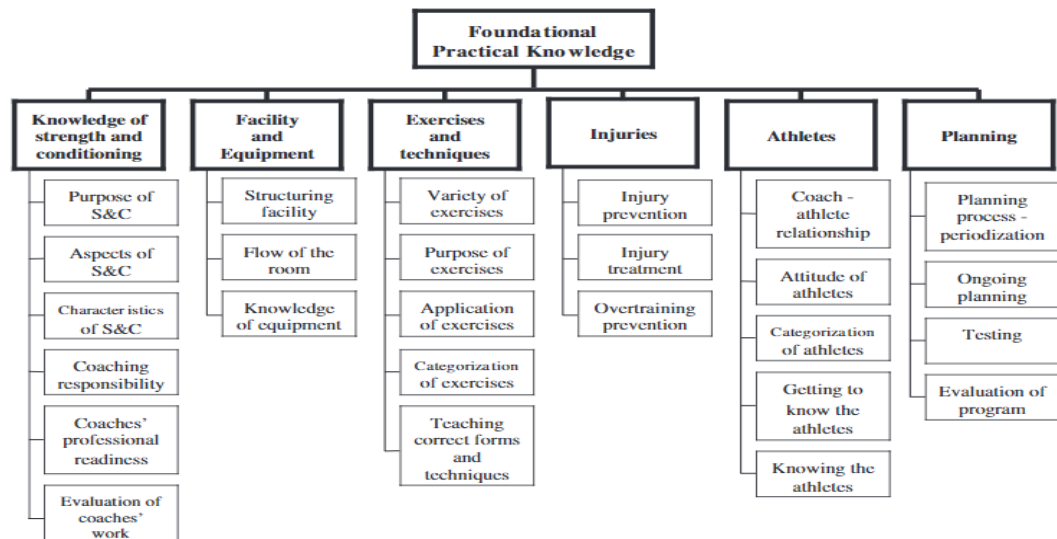 Foundational
Practical Knowledge
Knowledge of
strength and
conditioning
Purpose of
S&C
Aspects of
S&C
Characteristics
of S&C
Coaching
responsibility
Coaches'
professional
readiness
Evaluation of
coaches'
work
Facility
and
Equipment
Structuring
facility
Flow of the
room
Knowledge
of equipment
Exercises
and
techniques
Variety of
exercises
Purpose of
exercises
Application
of exercises
Categorization
of exercises
Teaching
correct forms
and
techniques
Injuries
Injury
prevention
Injury
treatment
Overtraining
prevention
Athletes
Coach -
athlete
relationship
Attitude of
athletes
Categorization
of athletes
Getting to
know the
athletes
Knowing the
athletes
Planning
Planning
process -
periodization
Ongoing
planning
Testing
Evaluation of
program